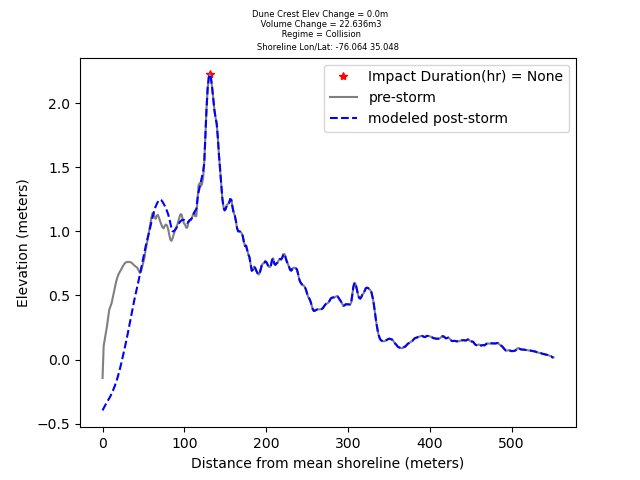 Dune Crest Elev Change = 0.0m
Volume Change = 22.636m3
Regime = Collision
Shoreline Lon/Lat: -76.064 35.048
Impact Duration(hr) = None
pre-storm
modeled post-storm
Elevation (meters)
2.0
1.5
1.0
0.5
0.0
−0.5
0 100 200 300 400 500
Distance from mean shoreline (meters)